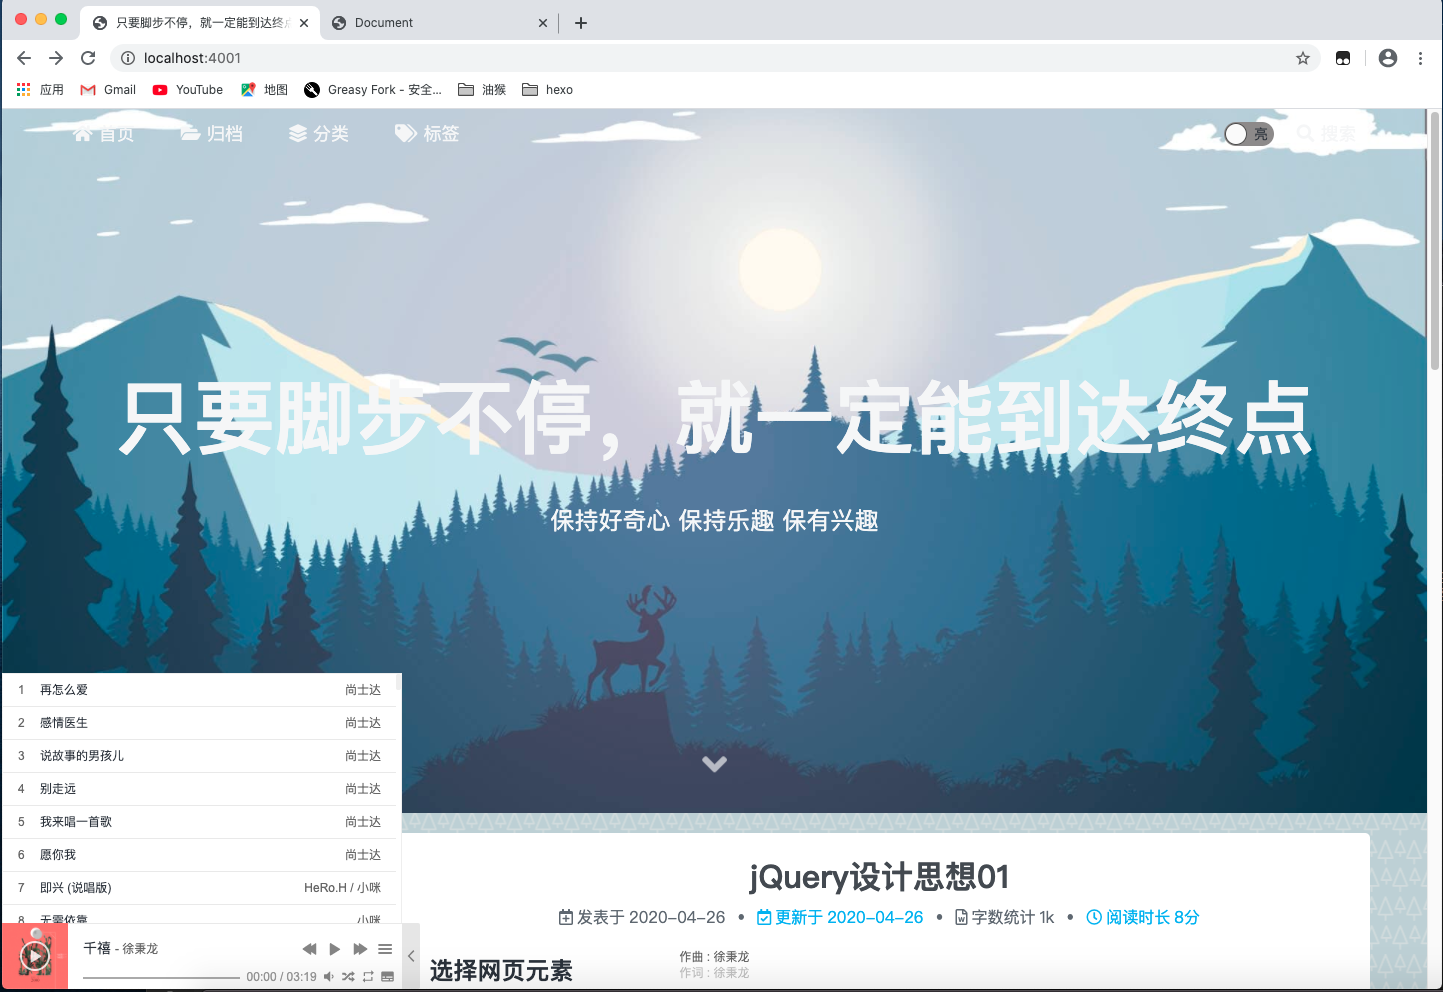 只要脚步不停，就一定能到达终点
Document
localhost:4001
应用 Gmail YouTube 地图 Greasy Fork - 安全... 油猴 hexo
首页 归档 分类 标签 亮 搜索
只要脚步不停，就一定能到达终点
保持好奇心 保持乐趣 保有兴趣
1 再怎么爱 尚士达
2 感情医生 尚士达
3 说故事的男孩儿 尚士达
4 别走远 尚士达
5 我来唱一首歌 尚士达
6 愿你我 尚士达
7 即兴 (说唱版) HeRo.H / 小咪
8 无需依靠 小咪
千禧 - 徐秉龙
00:00 / 03:19
jQuery设计思想01
发表于 2020-04-26 • 更新于 2020-04-26 • 字数统计 1k • 阅读时长 8分
选择网页元素
作曲 : 徐秉龙
作词 : 徐秉龙